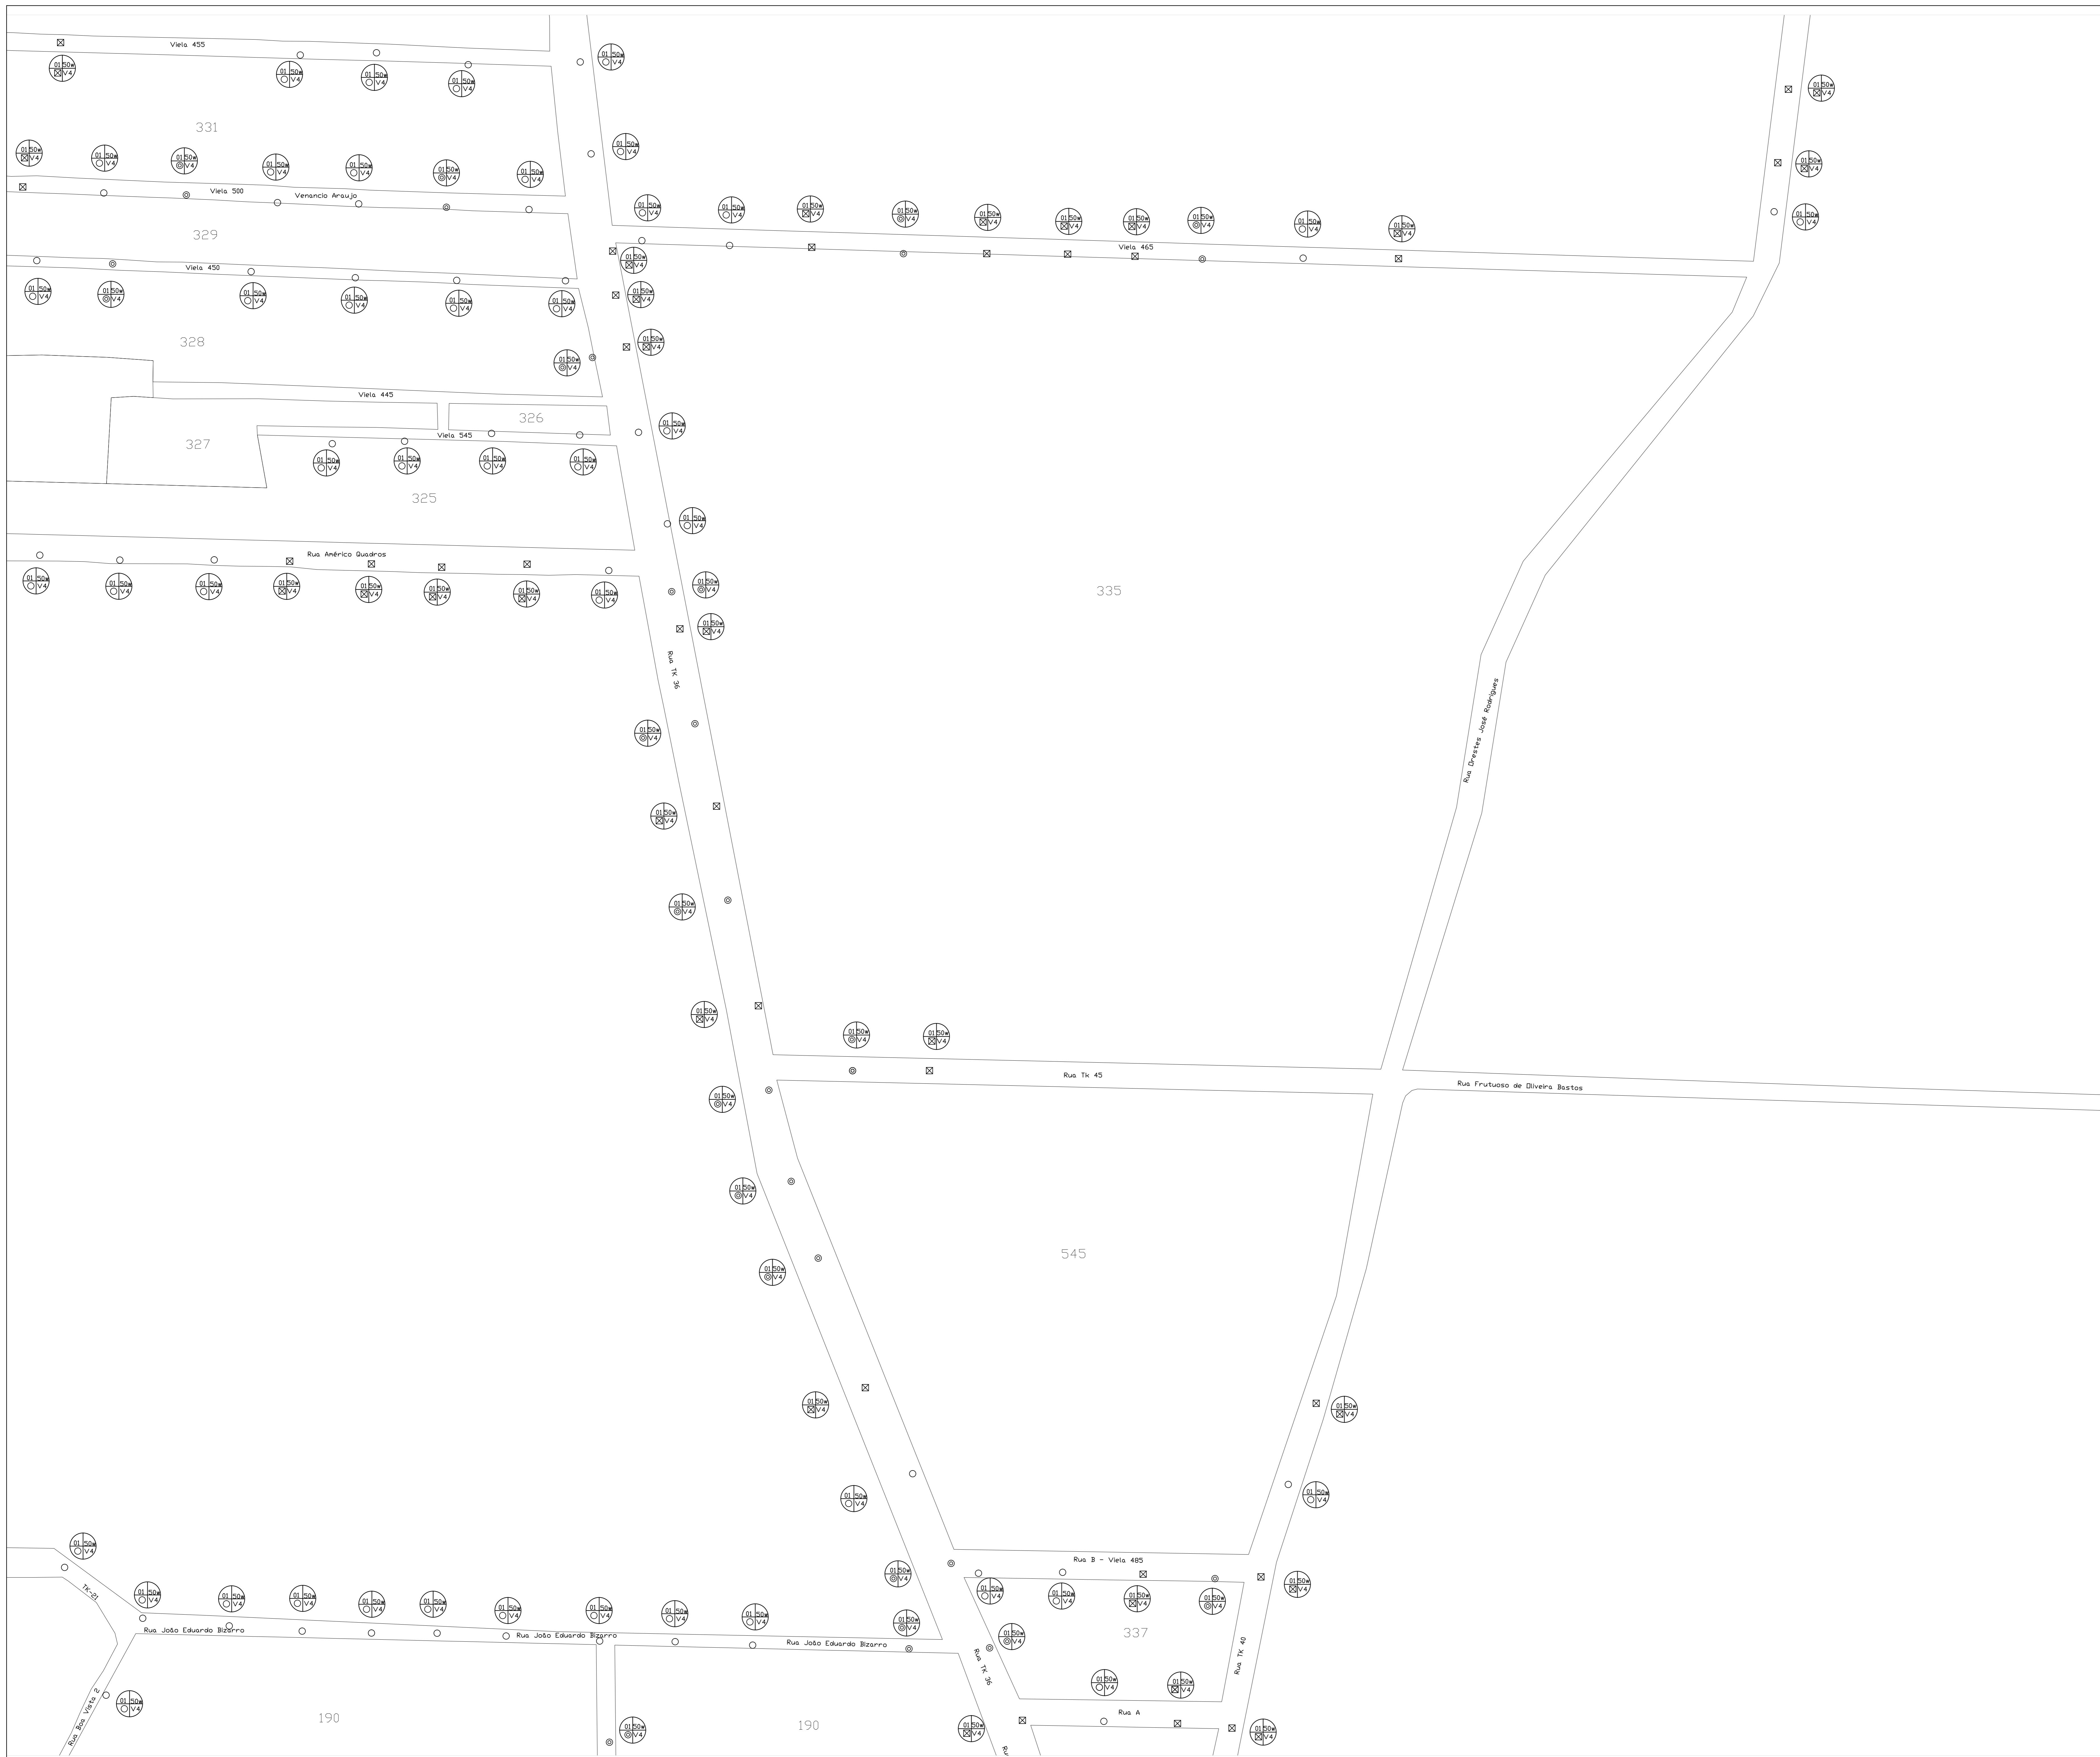 Viela 455
331
Viela 500
Venancio Araujo
329
Viela 450
328
Viela 445
326
327
Viela 545
325
Rua Américo Quadros
Viela 465
335
Rua TK 36
Rua Orestes José Rodrigues
Rua Tk 45
Rua Frutuoso de Oliveira Bastos
545
Rua B - Viela 485
337
Rua TK 40
Rua A
Rua TK 36
TK-21
Rua João Eduardo Bizarro
Rua João Eduardo Bizarro
Rua João Eduardo Bizarro
Rua Boa Vista 2
190
190
01 50w
V4